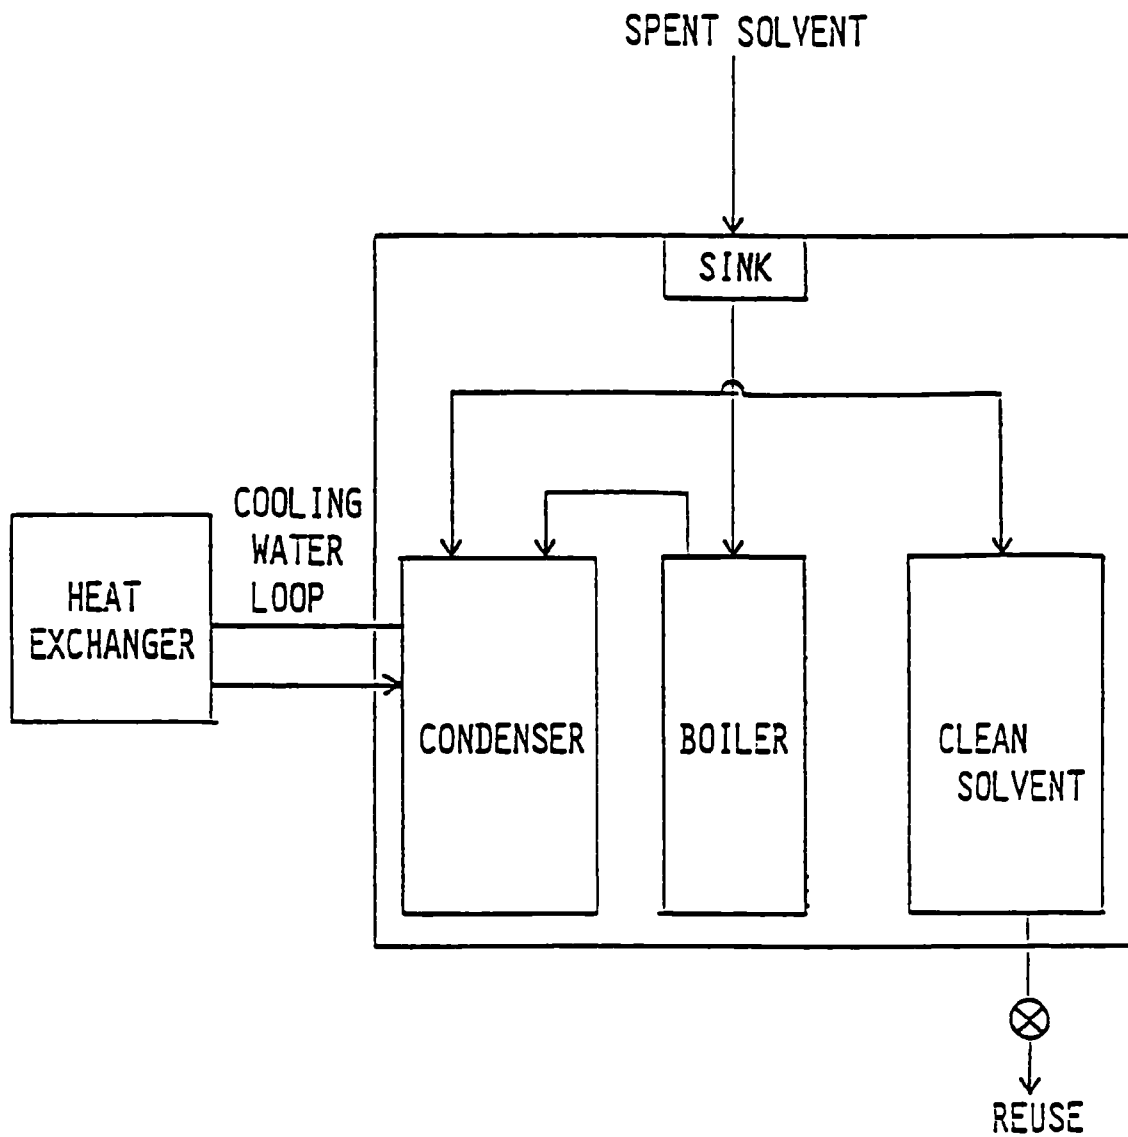 SPENT SOLVENT
SINK
COOLING
WATER
LOOP
HEAT
EXCHANGER
CONDENSER
BOILER
CLEAN
SOLVENT
REUSE